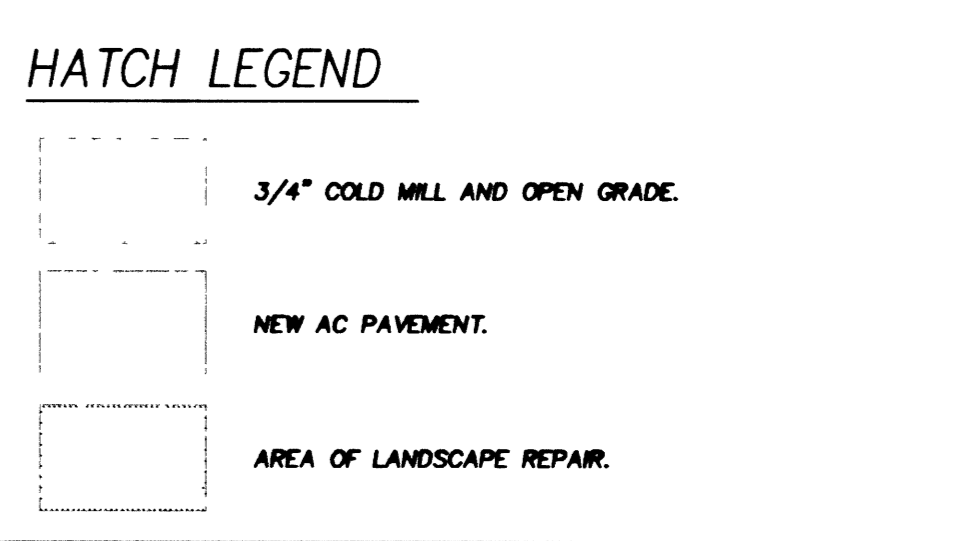 HATCH LEGEND
3/4" COLD MILL AND OPEN GRADE.
NEW AC PAVEMENT.
AREA OF LANDSCAPE REPAIR.